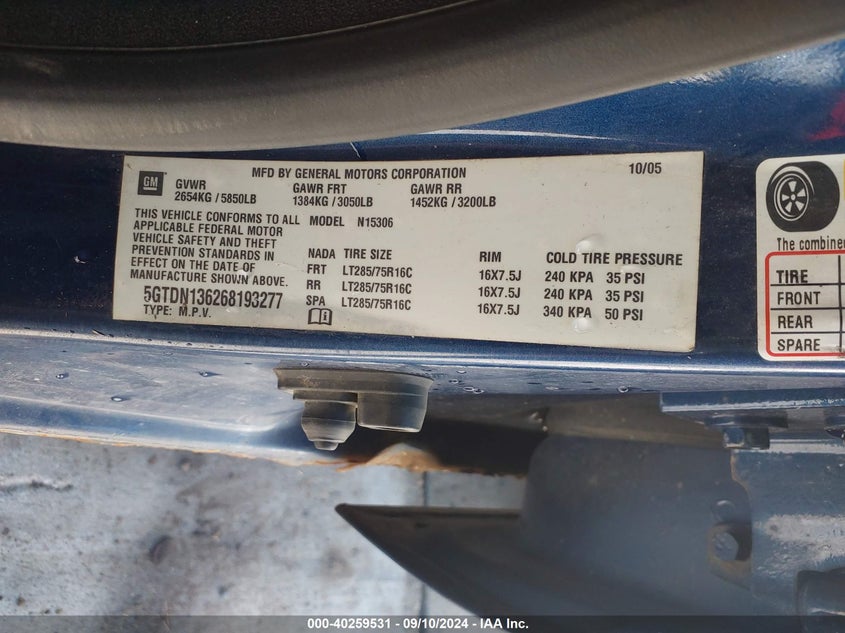 MFD BY GENERAL MOTORS CORPORATION 10/05
GM
GVWR GAWR FRT GAWR RR
2654KG / 5850LB 1384KG / 3050LB 1452KG / 3200LB
THIS VEHICLE CONFORMS TO ALL
APPLICABLE FEDERAL MOTOR
VEHICLE SAFETY AND THEFT
PREVENTION STANDARDS IN
EFFECT ON THE DATE OF
MANUFACTURE SHOWN ABOVE.
5GTDN136268193277
TYPE: M.P.V.
MODEL N15306
NADA TIRE SIZE RIM COLD TIRE PRESSURE
FRT LT285/75R16C 16X7.5J 240 KPA 35 PSI
RR LT285/75R16C 16X7.5J 240 KPA 35 PSI
SPA LT285/75R16C 16X7.5J 340 KPA 50 PSI
The combined
TIRE
FRONT
REAR
SPARE
000-40259531 - 09/10/2024 - IAA Inc.